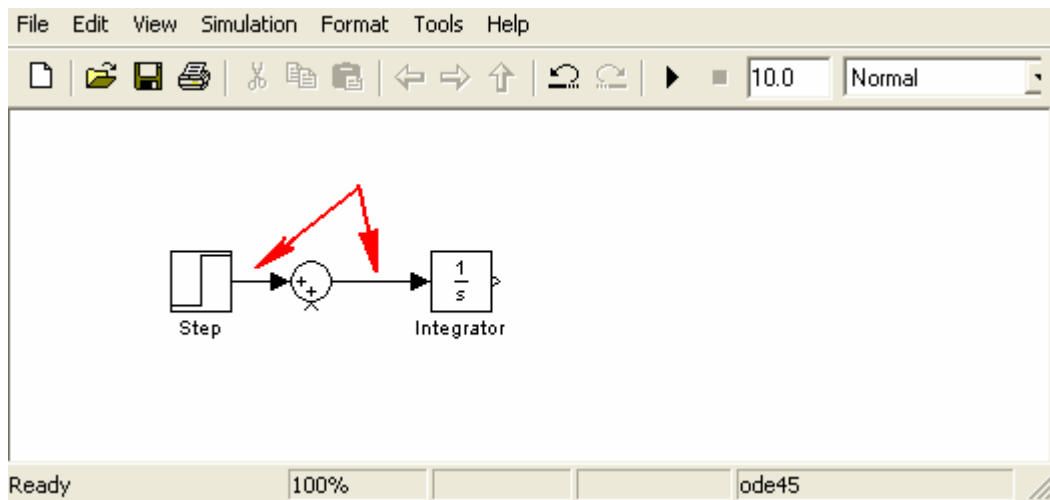 File Edit View Simulation Format Tools Help
10.0 Normal
+
+
1
s
Step Integrator
Ready 100% ode45